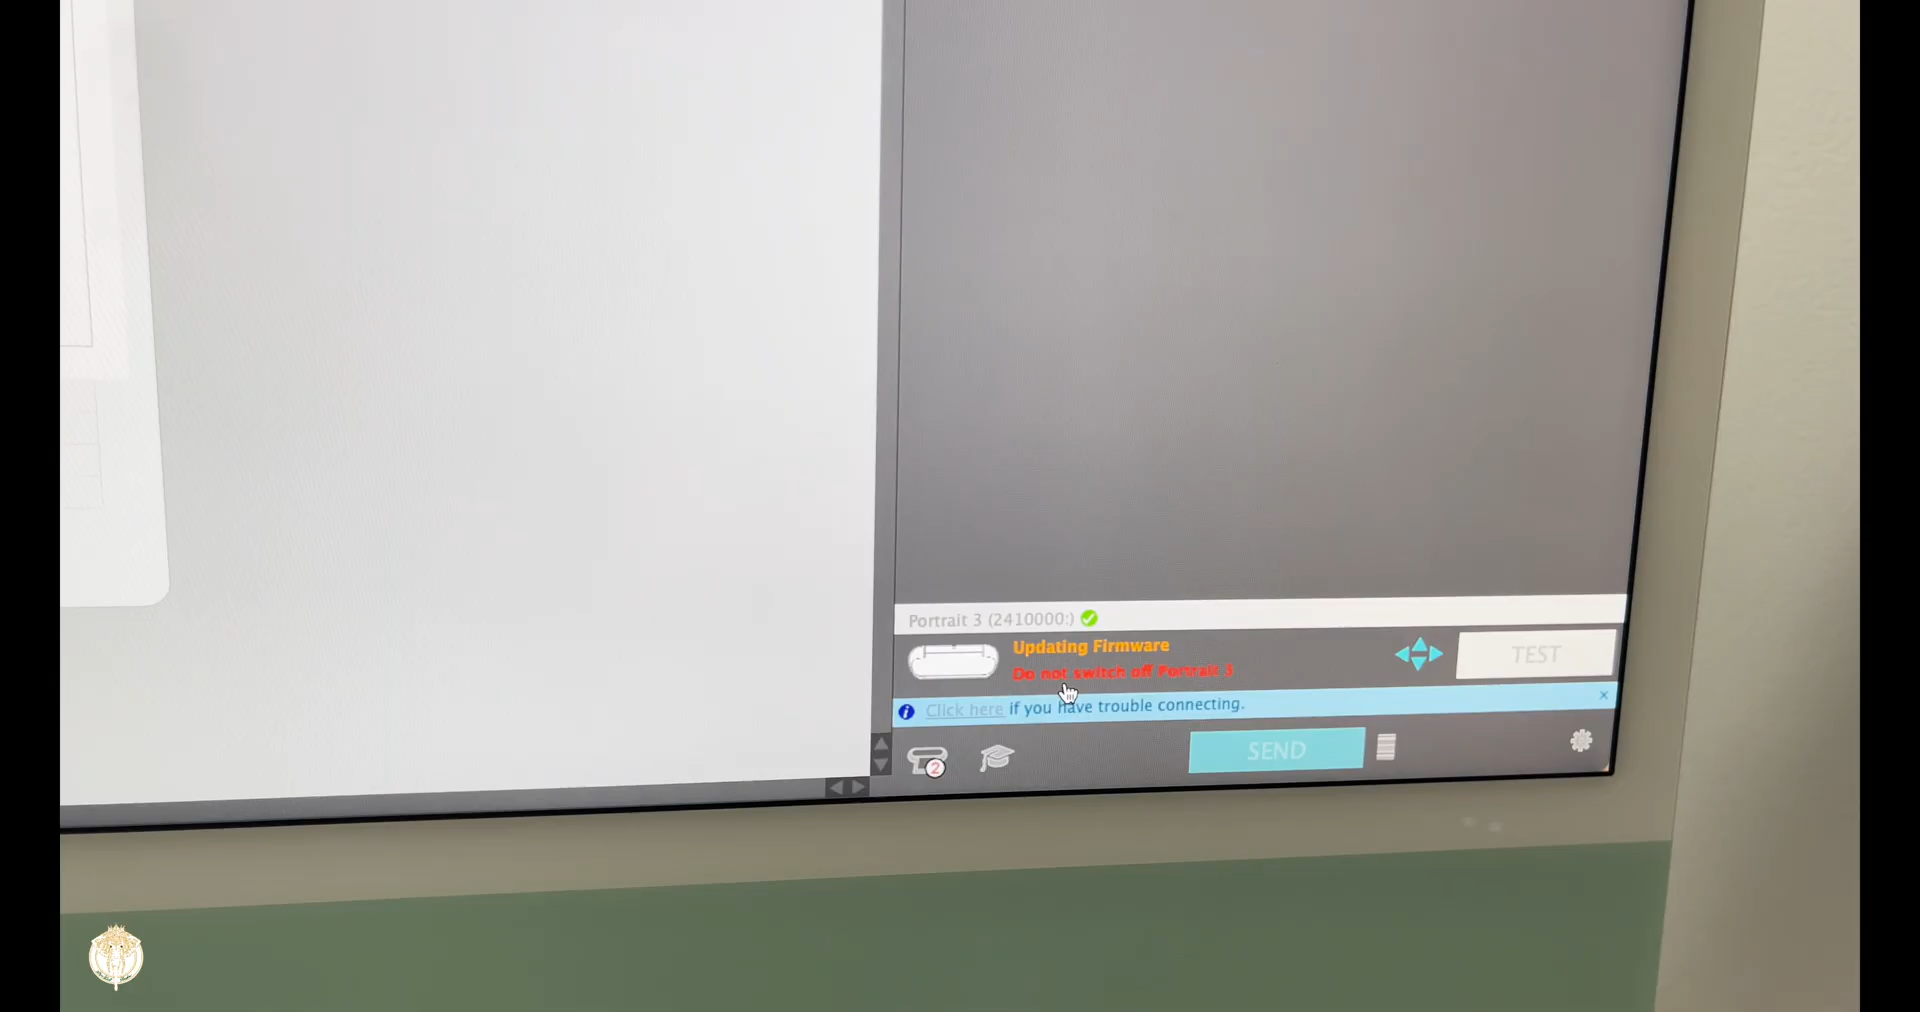 Portrait 3 (2410000:)
Updating Firmware
TEST
Do not switch off Portrait 3
Click here if you have trouble connecting.
SEND
2